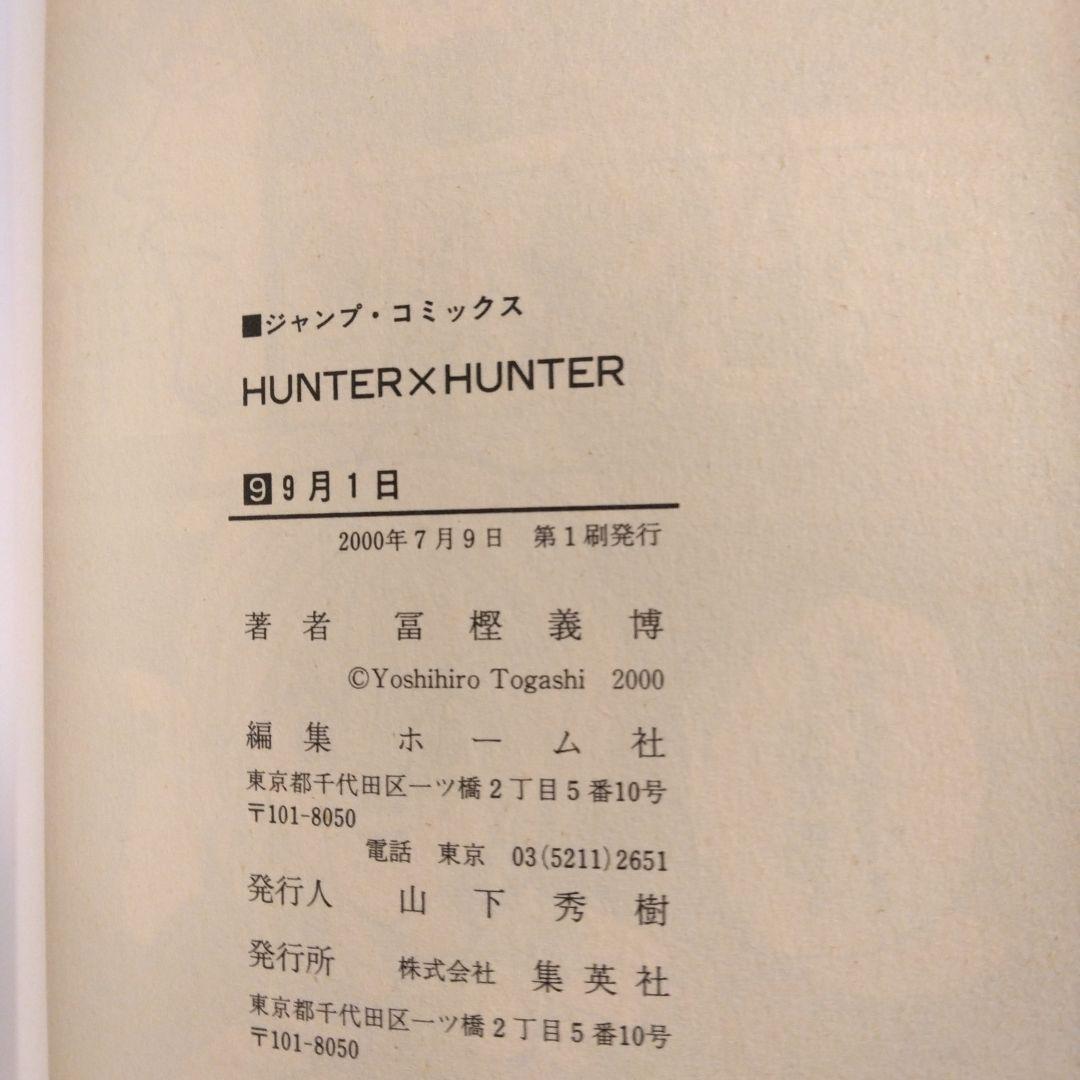 ■ジャンプ・コミックス
HUNTER×HUNTER
9 9月1日
2000年7月9日 第1刷発行
著者 冨樫義博
©Yoshihiro Togashi 2000
編集 ホーム社
東京都千代田区一ツ橋2丁目5番10号
〒101-8050
電話 東京 03(5211)2651
発行人 山下秀樹
発行所 株式会社 集英社
東京都千代田区一ツ橋2丁目5番10号
〒101-8050